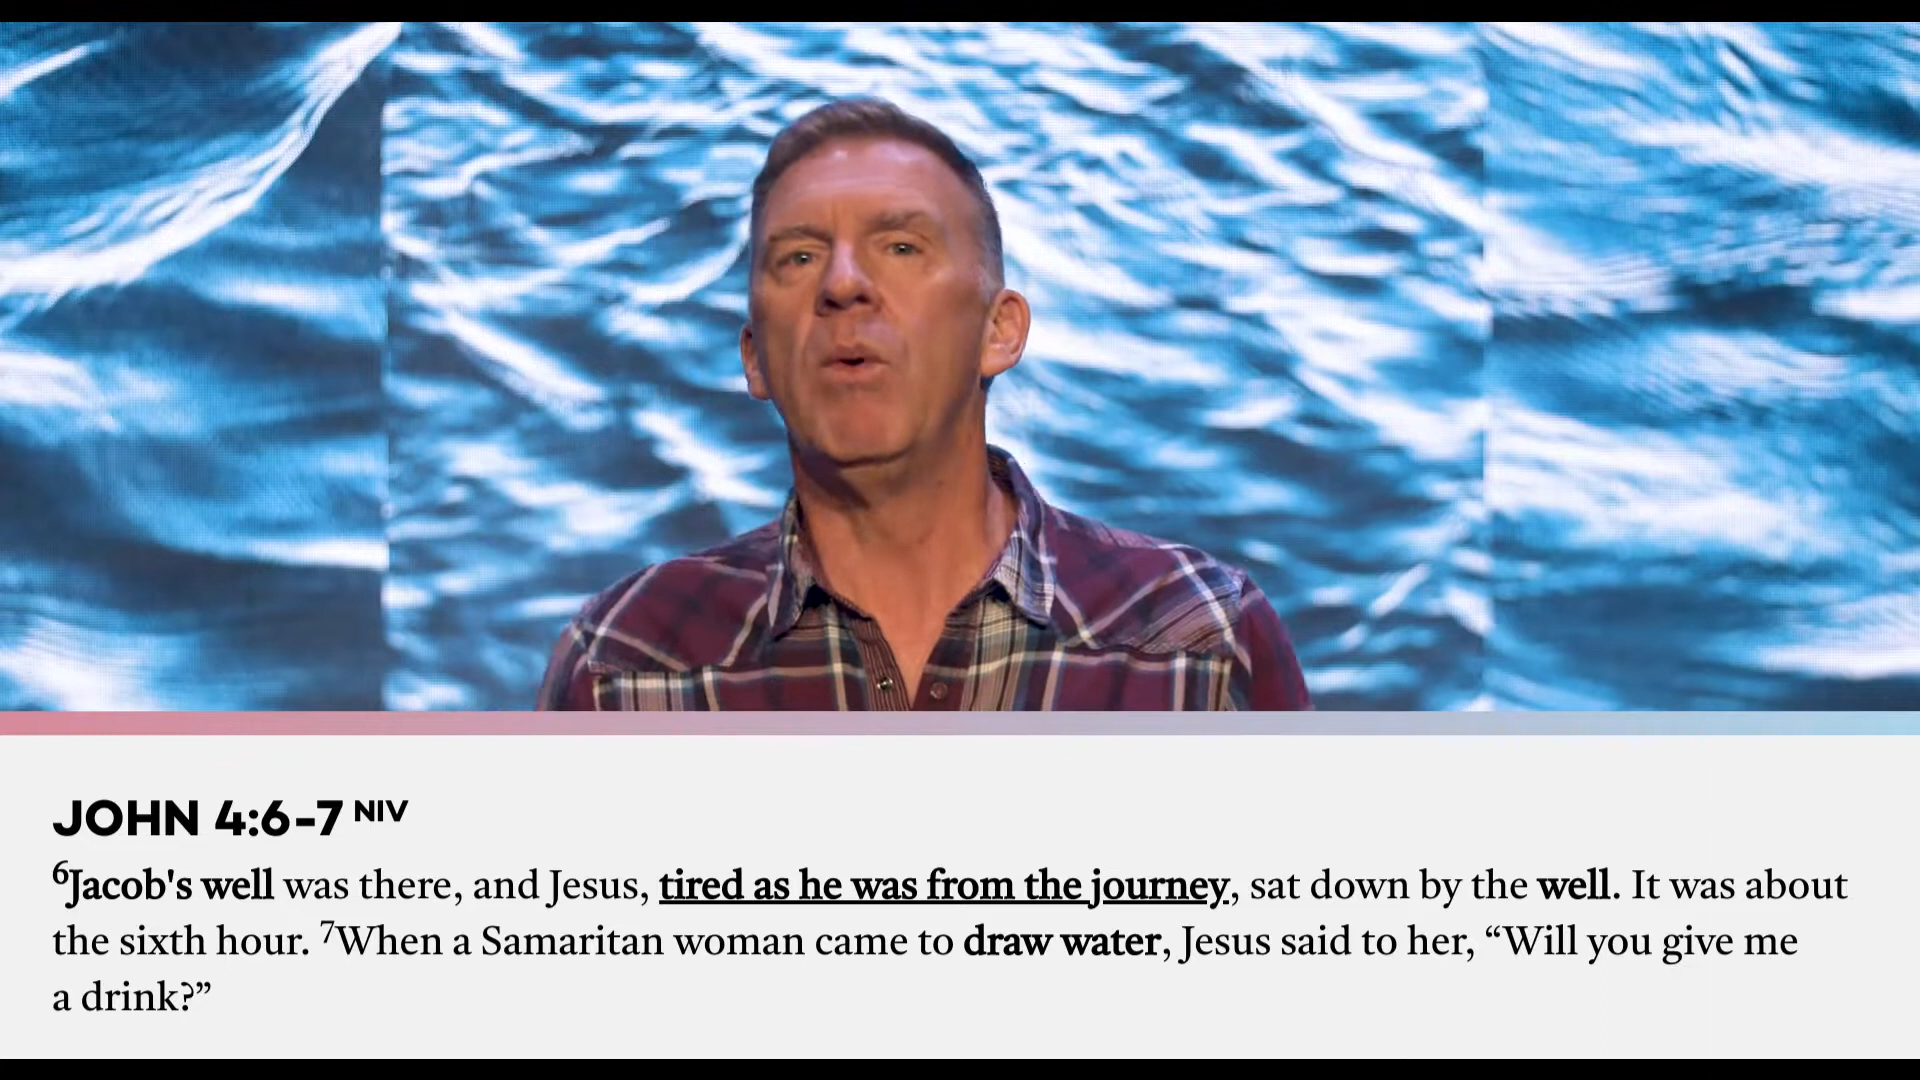 JOHN 4:6-7 NIV
6Jacob's well was there, and Jesus, tired as he was from the journey, sat down by the well. It was about
the sixth hour. 7When a Samaritan woman came to draw water, Jesus said to her, “Will you give me
a drink?”